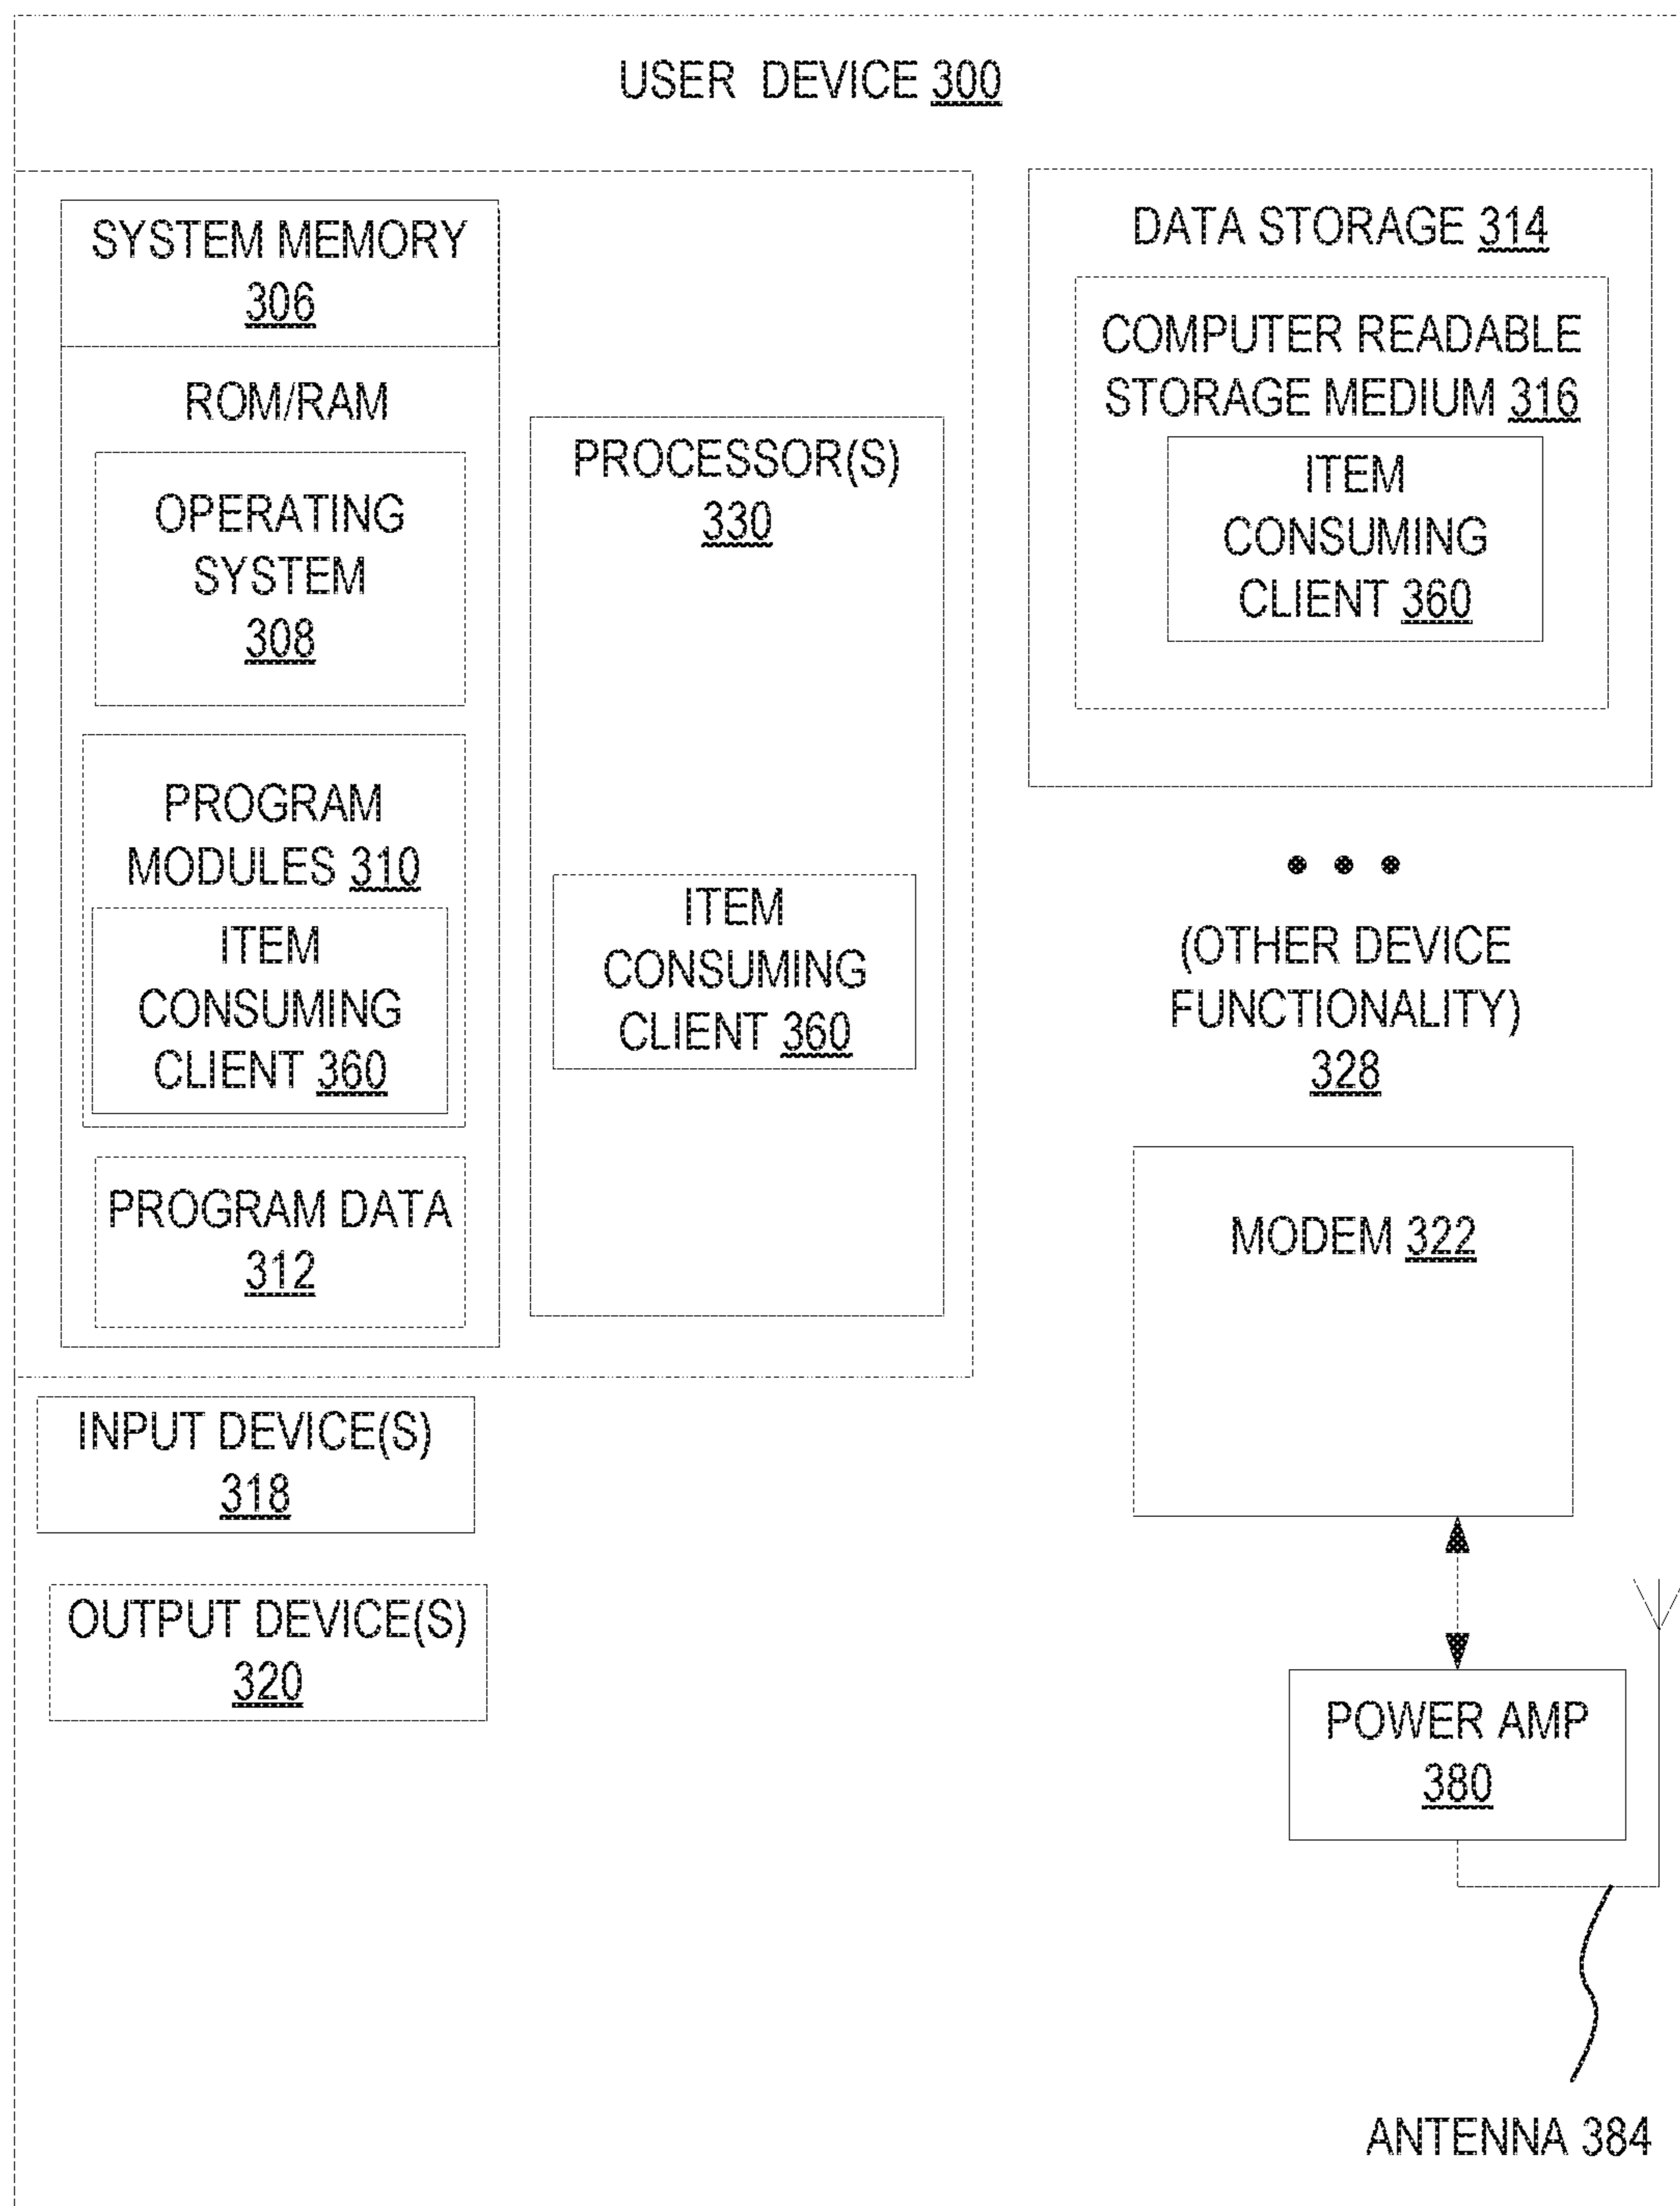 USER DEVICE 300
SYSTEM MEMORY
306
ROM/RAM
OPERATING
SYSTEM
308
PROGRAM
MODULES 310
ITEM
CONSUMING
CLIENT 360
PROGRAM DATA
312
PROCESSOR(S)
330
ITEM
CONSUMING
CLIENT 360
DATA STORAGE 314
COMPUTER READABLE
STORAGE MEDIUM 316
ITEM
CONSUMING
CLIENT 360
(OTHER DEVICE
FUNCTIONALITY)
328
MODEM 322
INPUT DEVICE(S)
318
OUTPUT DEVICE(S)
320
POWER AMP
380
ANTENNA 384